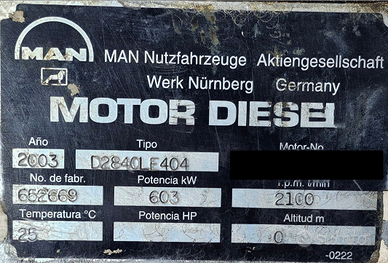 MAN
MAN Nutzfahrzeuge Aktiengesellschaft
Werk Nürnberg Germany
MOTOR DIESEL
Año Tipo Motor-No
2003 D2840LE404
No. de fabr. Potencia kW r.p.m. t/min
652669 603 2100
Temperatura °C Potencia HP Altitud m
25 0
-0222